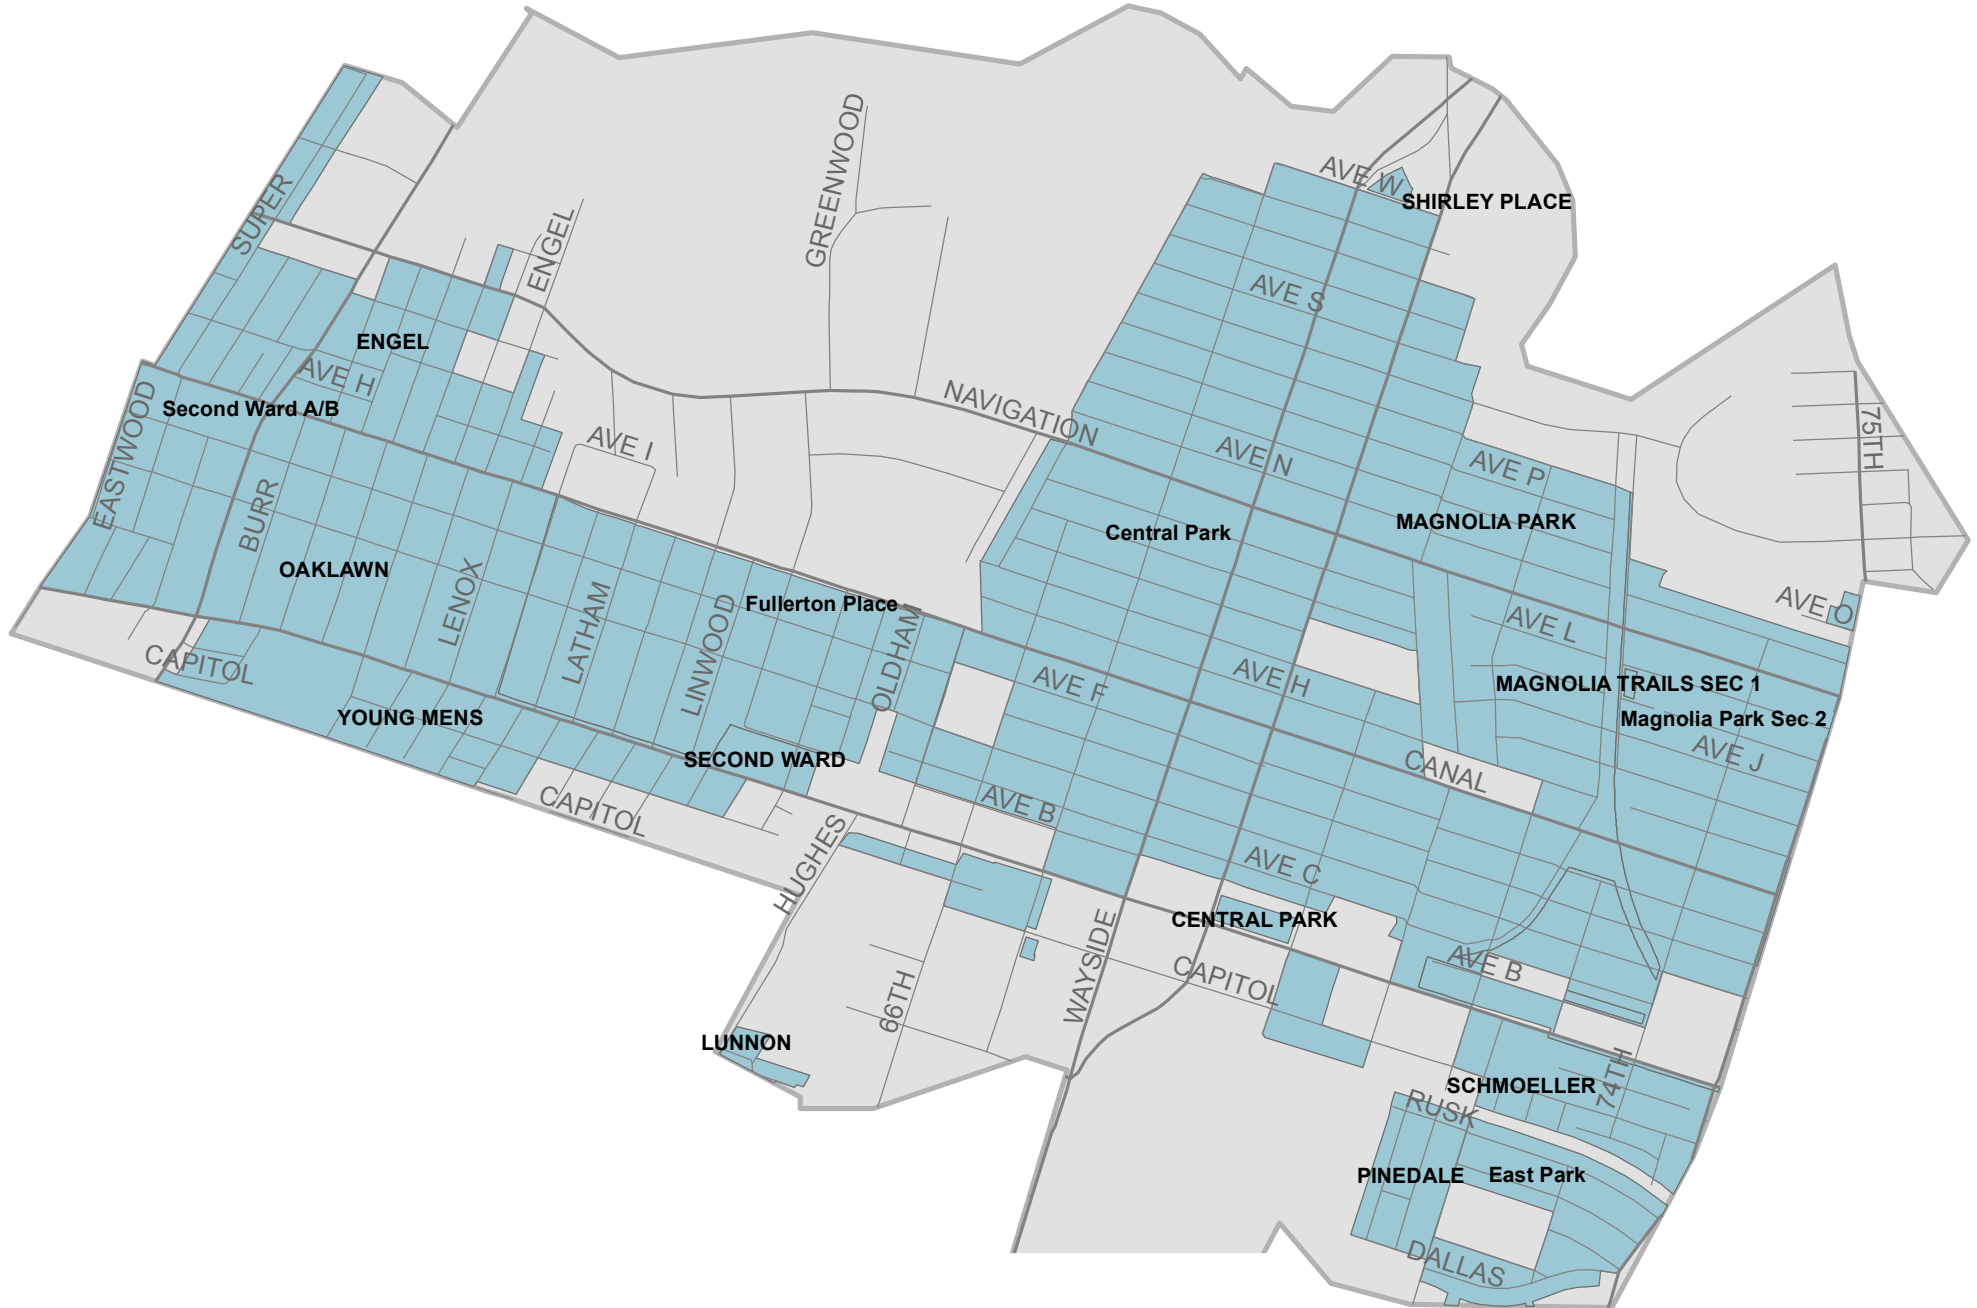 GREENWOOD
AVE W
SHIRLEY PLACE
SUPER
ENGEL
AVE S
ENGEL
AVE H
Second Ward A/B
EASTWOOD
NAVIGATION
75TH
AVE I
AVE N
AVE P
BURR
Central Park
MAGNOLIA PARK
OAKLAWN
LENOX
LATHAM
LINWOOD
Fullerton Place
OLDHAM
AVE O
AVE L
CAPITOL
AVE F
AVE H
MAGNOLIA TRAILS SEC 1
YOUNG MENS
Magnolia Park Sec 2
AVE J
SECOND WARD
CANAL
CAPITOL
AVE B
HUGHES
AVE C
CENTRAL PARK
WAYSIDE
AVE B
CAPITOL
66TH
LUNNON
74TH
SCHMOELLER
RUSK
PINEDALE
East Park
DALLAS